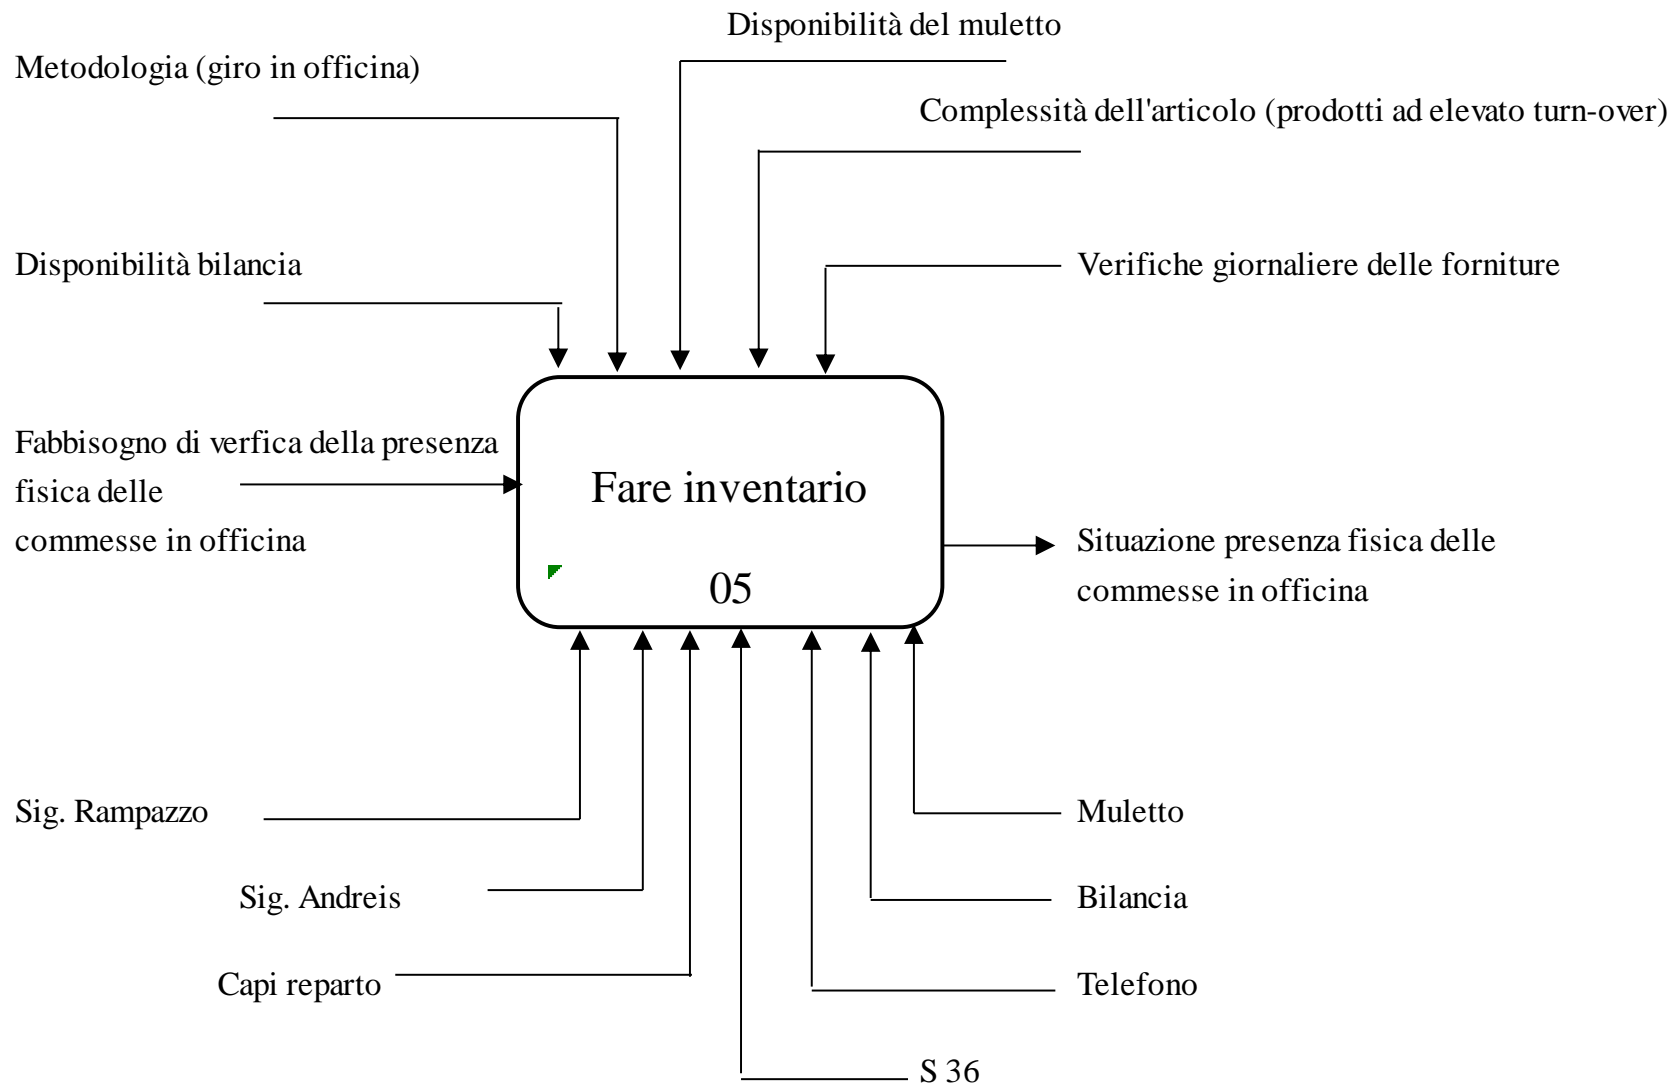 Disponibilità del muletto
Metodologia (giro in officina)
Complessità dell'articolo (prodotti ad elevato turn-over)
Disponibilità bilancia
Verifiche giornaliere delle forniture
Fabbisogno di verfica della presenza
fisica delle
commesse in officina
Fare inventario
05
Situazione presenza fisica delle
commesse in officina
Sig. Rampazzo
Muletto
Sig. Andreis
Bilancia
Capi reparto
Telefono
S 36